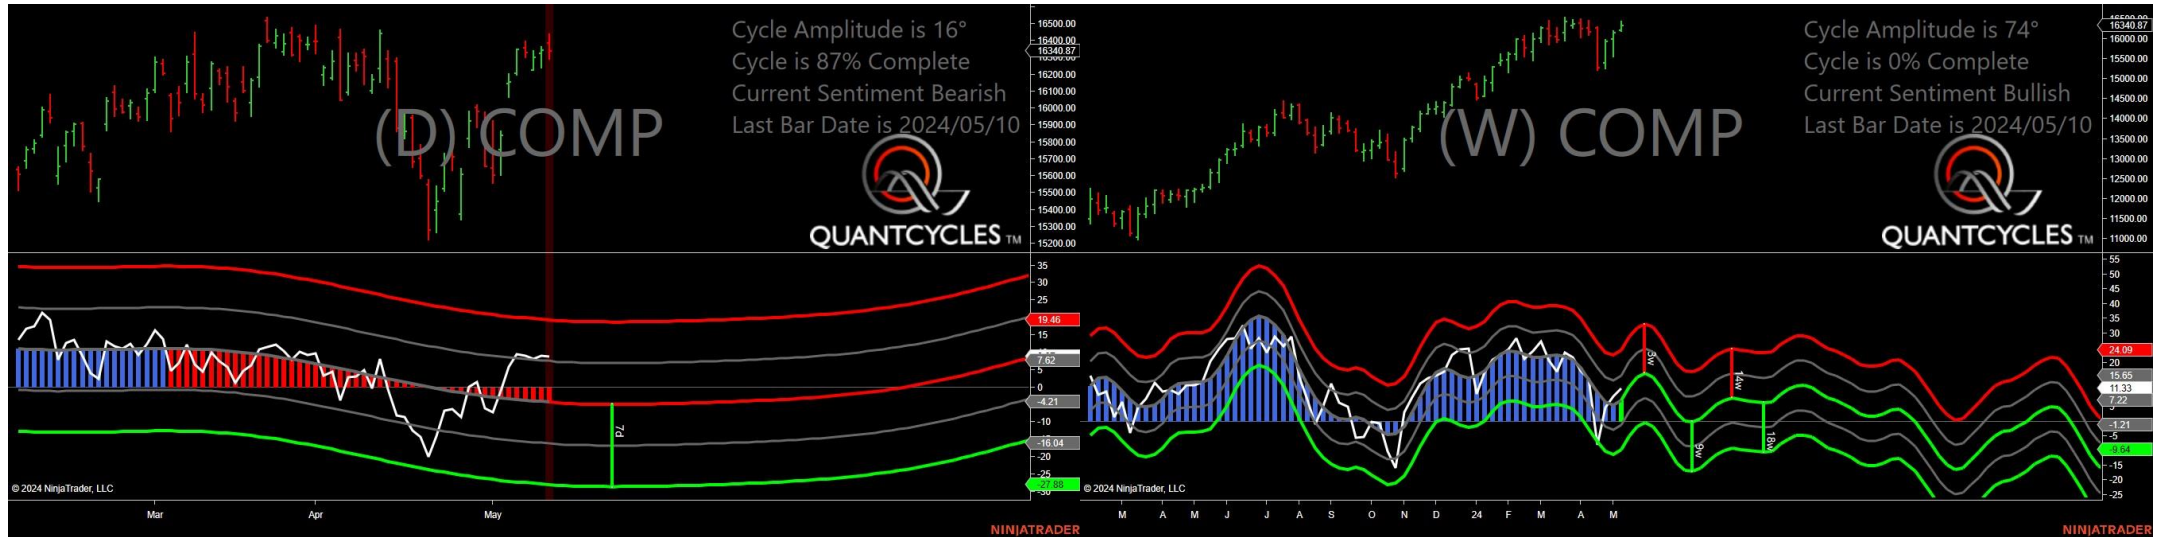 Cycle Amplitude is 16°
Cycle is 87% Complete
Current Sentiment Bearish
Last Bar Date is 2024/05/10
(D) COMP
QUANTCYCLES TM
16500.00
16400.00
16340.87
16200.00
16000.00
15900.00
15800.00
15700.00
15600.00
15500.00
15400.00
15300.00
15200.00
35
30
25
19.46
15
7.62
5
0
-4.21
-10
-16.04
-20
-25
-27.88
-30
7d
© 2024 NinjaTrader, LLC
Mar
Apr
May
NINJATRADER
Cycle Amplitude is 74°
Cycle is 0% Complete
Current Sentiment Bullish
Last Bar Date is 2024/05/10
(W) COMP
QUANTCYCLES TM
16340.87
16000.00
15500.00
15000.00
14500.00
14000.00
13500.00
13000.00
12500.00
12000.00
11500.00
11000.00
55
50
45
40
35
30
24.09
20
15.65
11.33
7.22
-1.21
-5
-9.64
-15
-20
-25
14w
9w
18w
© 2024 NinjaTrader, LLC
M
A
M
J
J
A
S
O
N
D
24
F
M
A
M
NINJATRADER